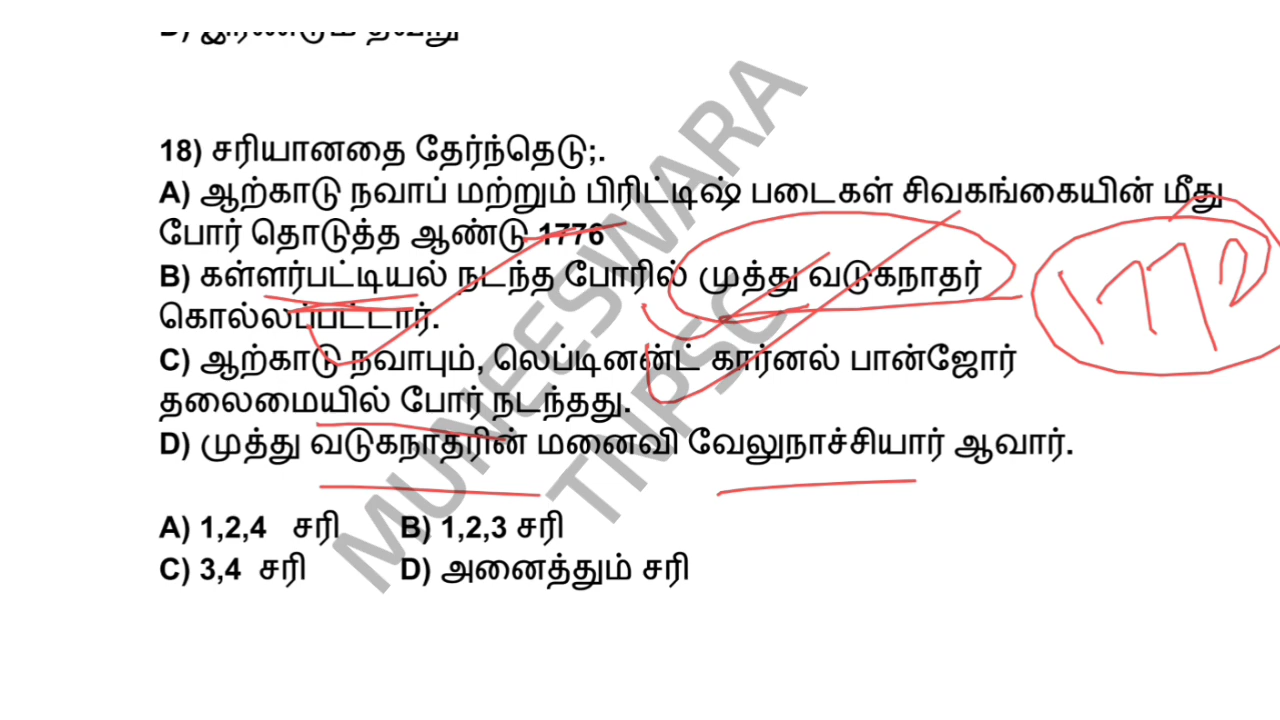 18) சரியானதை தேர்ந்தெடு;.
A) ஆற்காடு நவாப் மற்றும் பிரிட்டிஷ் படைகள் சிவகங்கையின் மீது
போர் தொடுத்த ஆண்டு 1776
B) கள்ளர்பட்டியல் நடந்த போரில் முத்து வடுகநாதர்
கொல்லப்பட்டார்.
1772
C) ஆற்காடு நவாபும், லெப்டினண்ட் கார்னல் பான்ஜோர்
தலைமையில் போர் நடந்தது.
D) முத்து வடுகநாதரின் மனைவி வேலுநாச்சியார் ஆவார்.
A) 1,2,4 சரி B) 1,2,3 சரி
C) 3,4 சரி D) அனைத்தும் சரி
MUNEESWARA
TNPSC